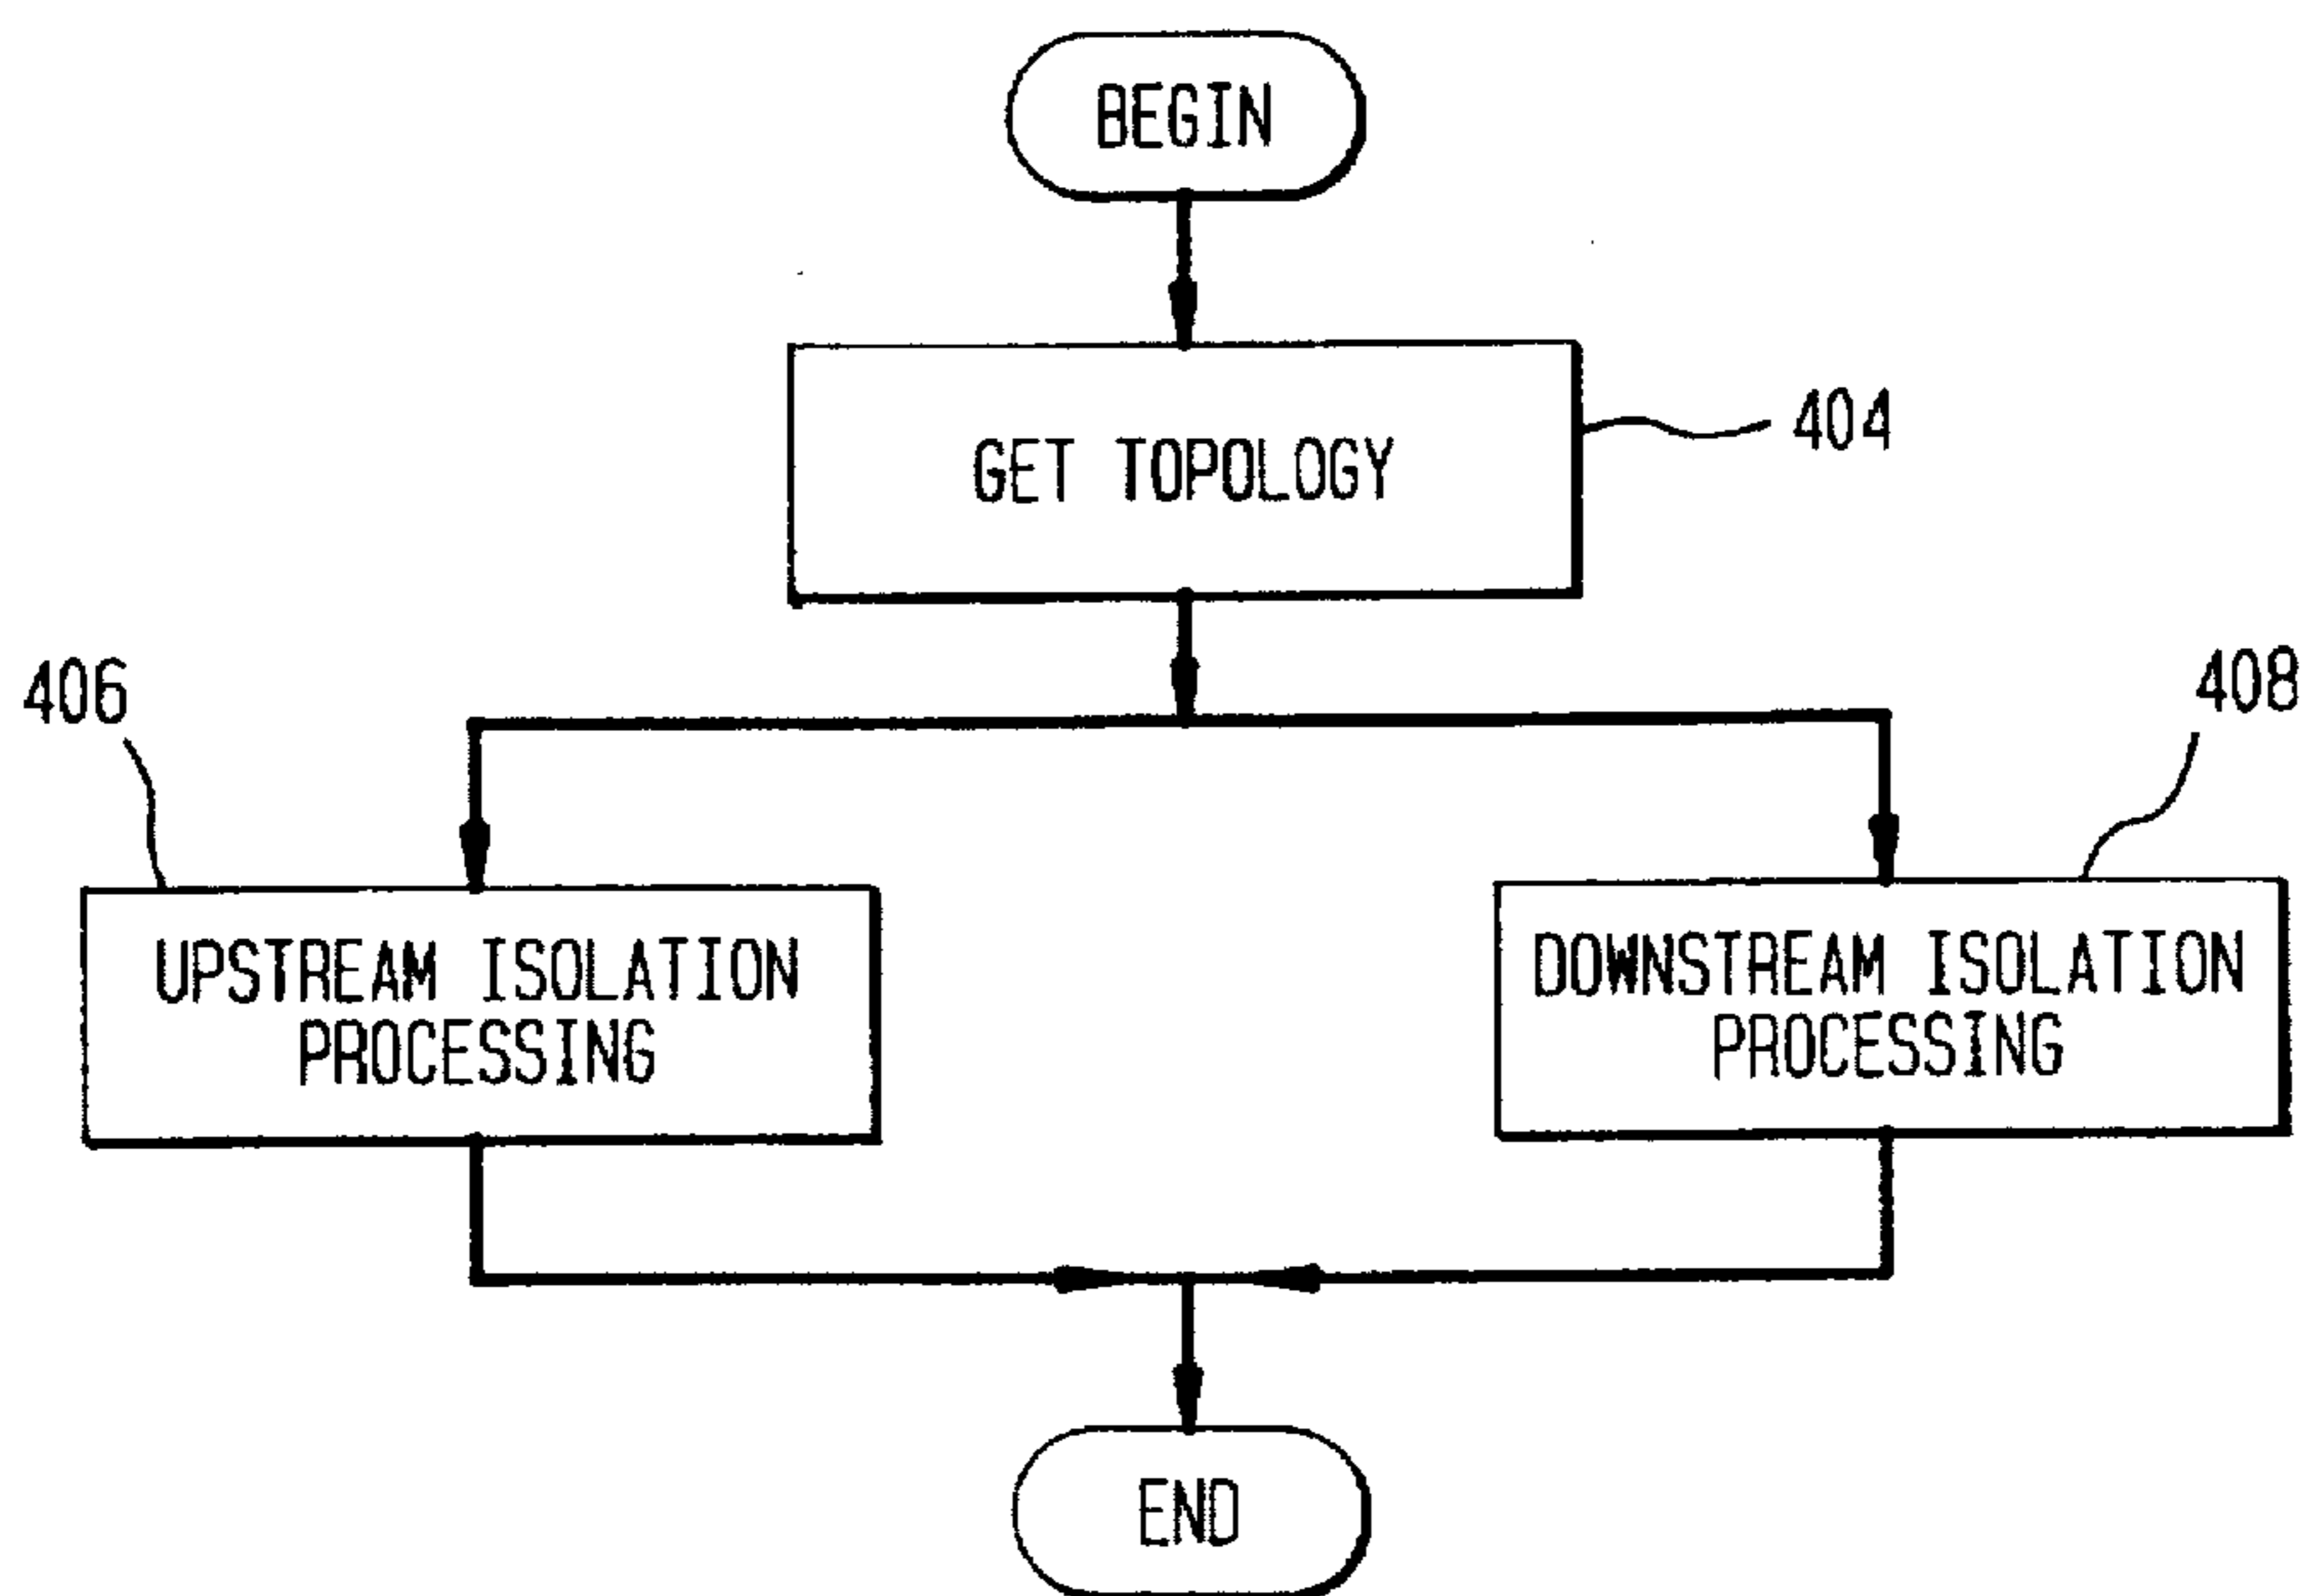 BEGIN
GET TOPOLOGY
404
406
408
UPSTREAM ISOLATION
PROCESSING
DOWNSTREAM ISOLATION
PROCESSING
END